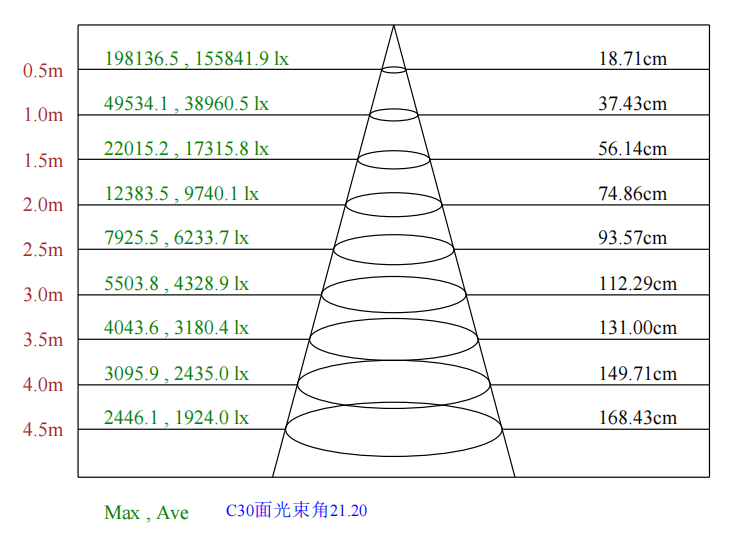 198136.5 , 155841.9 lx 18.71cm
0.5m
49534.1 , 38960.5 lx 37.43cm
1.0m
22015.2 , 17315.8 lx 56.14cm
1.5m
12383.5 , 9740.1 lx 74.86cm
2.0m
7925.5 , 6233.7 lx 93.57cm
2.5m
5503.8 , 4328.9 lx 112.29cm
3.0m
4043.6 , 3180.4 lx 131.00cm
3.5m
3095.9 , 2435.0 lx 149.71cm
4.0m
2446.1 , 1924.0 lx 168.43cm
4.5m
Max , Ave C30面光束角21.20